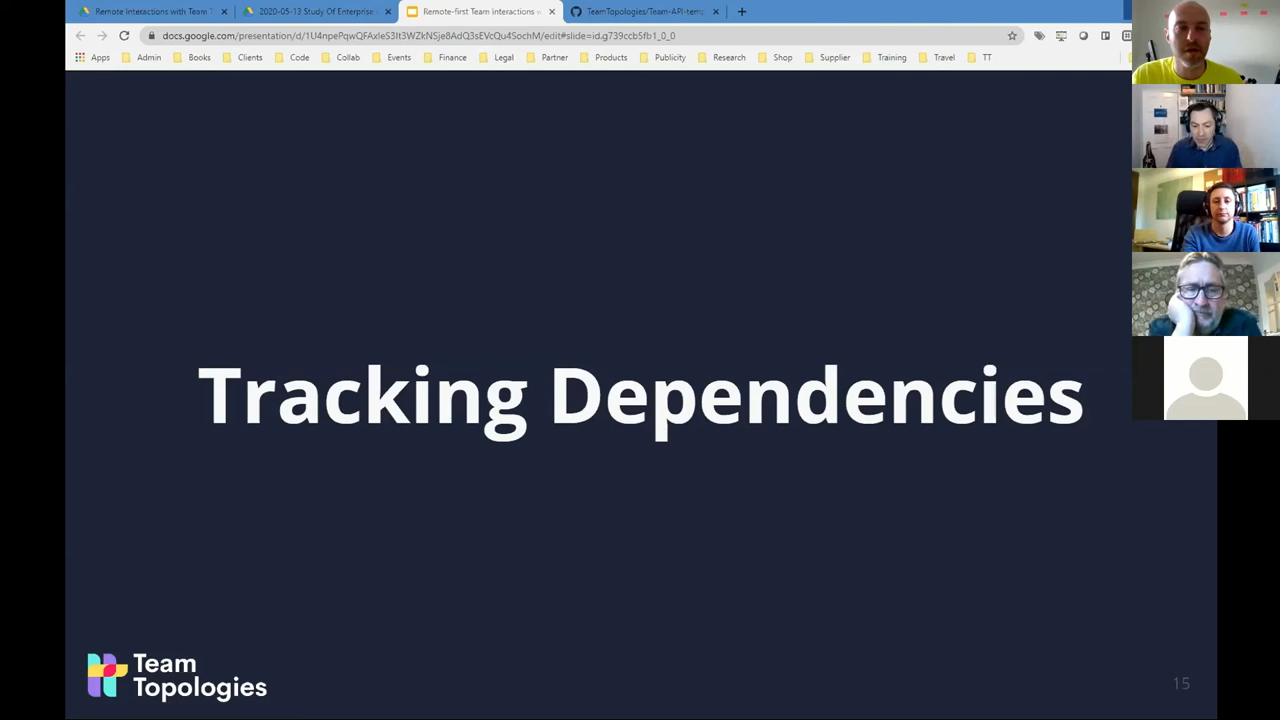 Remote Interactions with Team T
2020-05-13 Study Of Enterprise
Remote-first Team Interactions w
TeamTopologies/Team-API-temp
docs.google.com/presentation/d/1U4npePqwQFAxleS3It3WZkNSje8AdQ3sEVcQu4SochM/edit#slide=id.g739ccb5fb1_0_0
Apps
Admin
Books
Clients
Code
Collab
Events
Finance
Legal
Partner
Products
Publicity
Research
Shop
Supplier
Training
Travel
TT
Tracking Dependencies
Team
Topologies
15